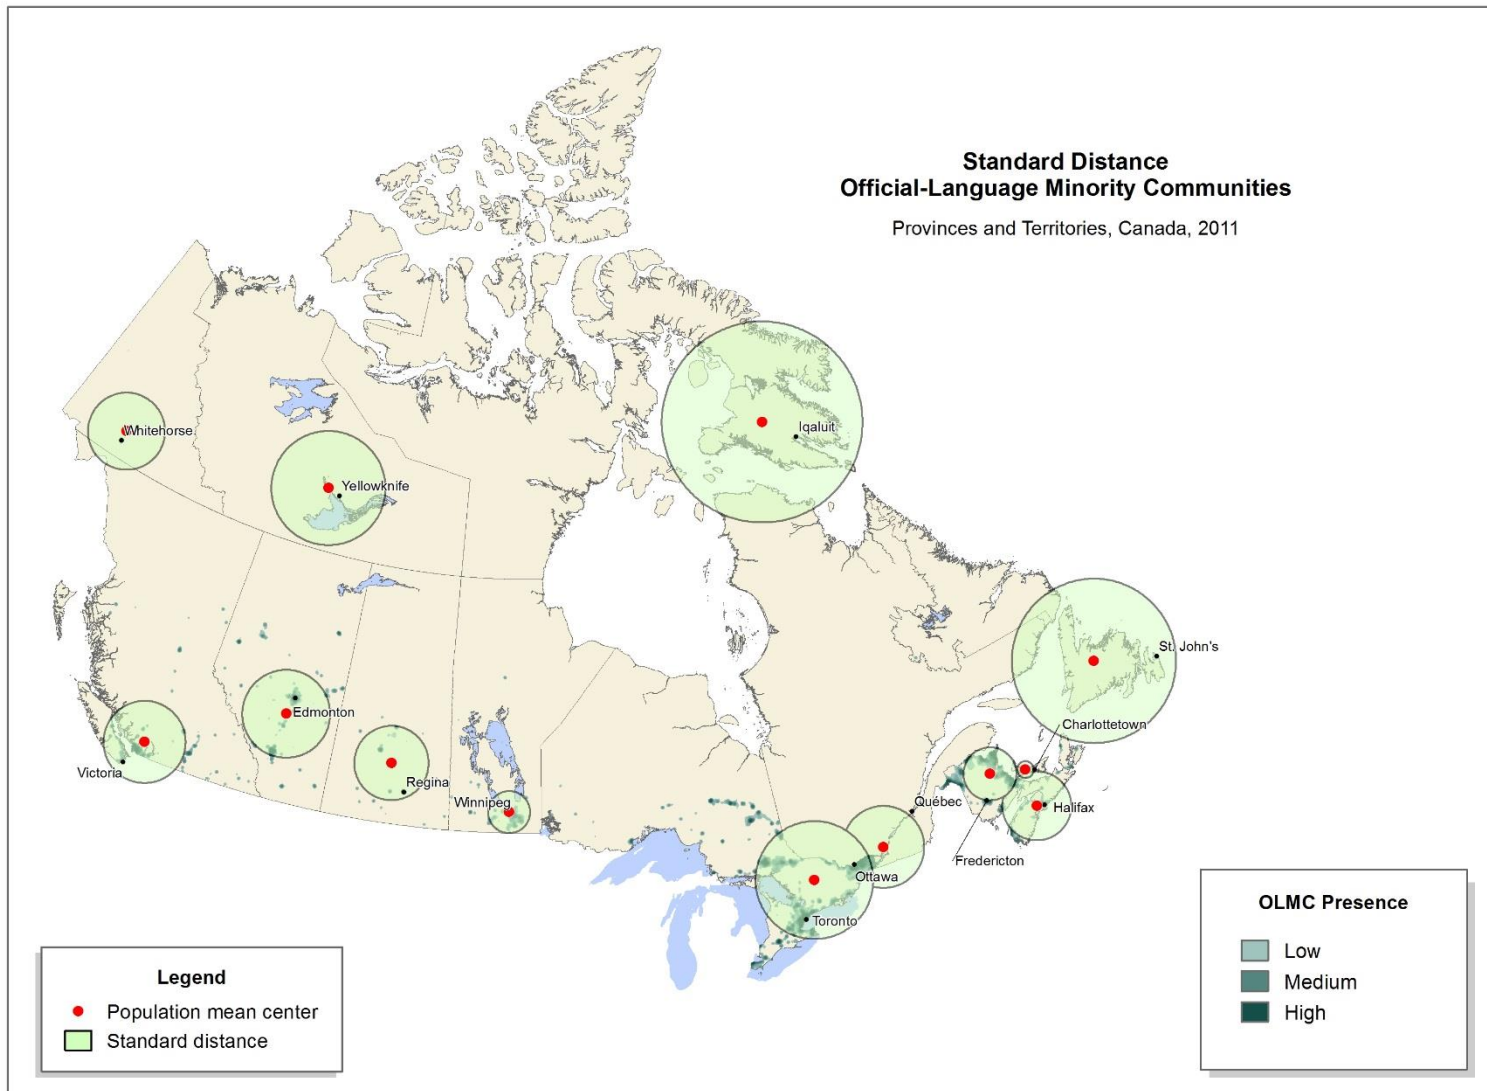 Standard Distance
Official-Language Minority Communities
Provinces and Territories, Canada, 2011
Whitehorse
Yellowknife
Iqaluit
St. John's
Charlottetown
Edmonton
Victoria
Regina
Winnipeg
Québec
Halifax
Fredericton
Ottawa
Toronto
Legend
Population mean center
Standard distance
OLMC Presence
Low
Medium
High